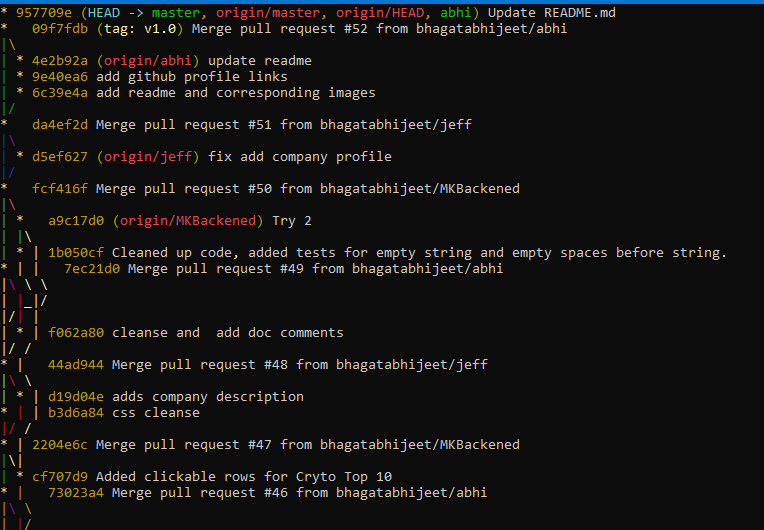 * 957709e (HEAD -> master, origin/master, origin/HEAD, abhi) Update README.md
*   09f7fdb (tag: v1.0) Merge pull request #52 from bhagatabhijeet/abhi
|\
| * 4e2b92a (origin/abhi) update readme
| * 9e40ea6 add github profile links
| * 6c39e4a add readme and corresponding images
|/
*   da4ef2d Merge pull request #51 from bhagatabhijeet/jeff
|\
| * d5ef627 (origin/jeff) fix add company profile
|/
*   fcf416f Merge pull request #50 from bhagatabhijeet/MKBackened
|\
| *   a9c17d0 (origin/MKBackened) Try 2
| |\
| * | 1b050cf Cleaned up code, added tests for empty string and empty spaces before string.
* | |   7ec21d0 Merge pull request #49 from bhagatabhijeet/abhi
|\ \ \
| |_|/
|/| |
| * | f062a80 cleanse and  add doc comments
|/ /
* |   44ad944 Merge pull request #48 from bhagatabhijeet/jeff
|\ \
| * | d19d04e adds company description
* | | b3d6a84 css cleanse
|/ /
* | 2204e6c Merge pull request #47 from bhagatabhijeet/MKBackened
|\|
| * cf707d9 Added clickable rows for Cryto Top 10
* |   73023a4 Merge pull request #46 from bhagatabhijeet/abhi
|\ \
| |/